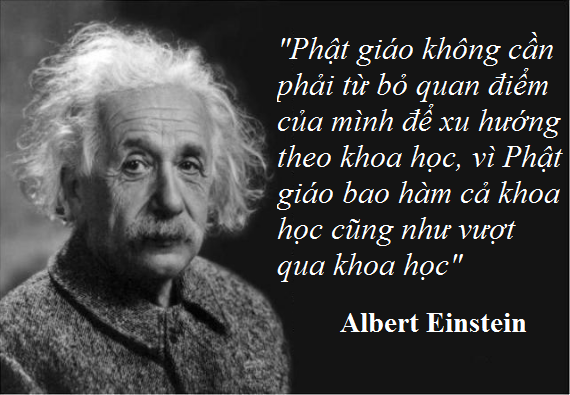 "Phật giáo không cần
phải từ bỏ quan điểm
của mình để xu hướng
theo khoa học, vì Phật
giáo bao hàm cả khoa
học cũng như vượt
qua khoa học"
Albert Einstein